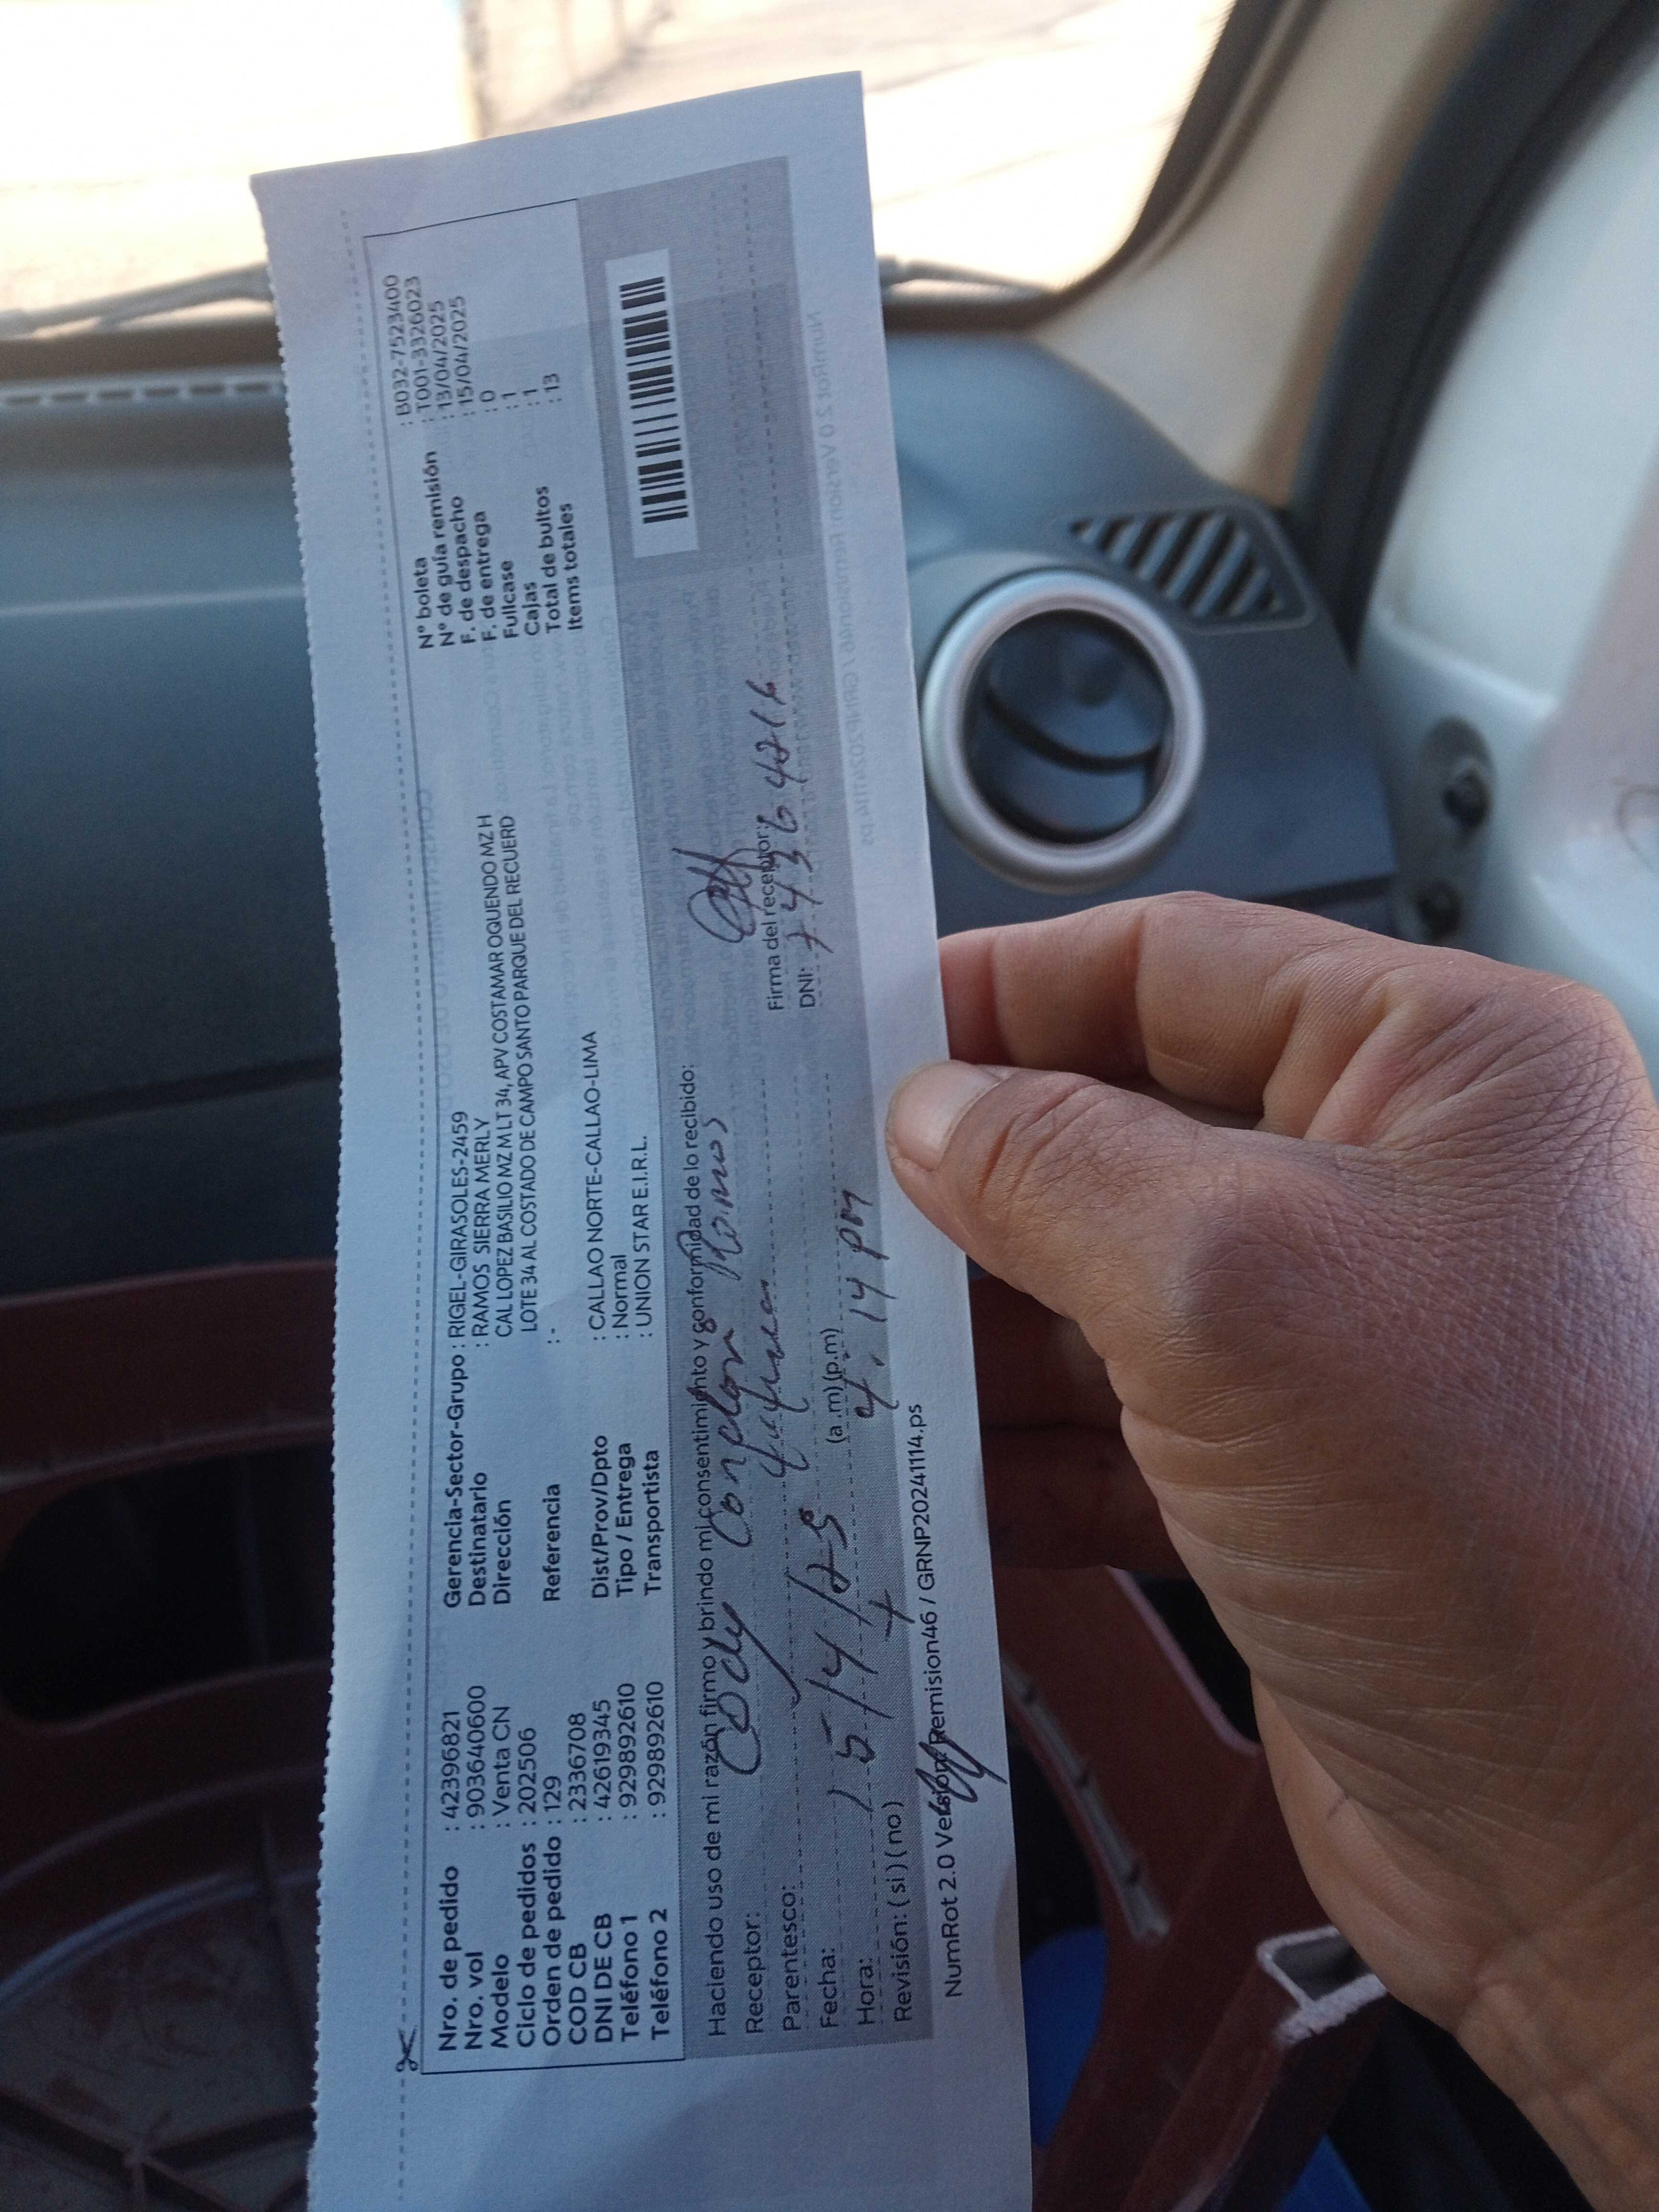 Nro. de pedido : 42396821
Nro. vol : 903640600
Modelo : Venta CN
Ciclo de pedidos : 202506
Orden de pedido : 129
COD CB : 2336708
DNI DE CB : 42619345
Teléfono 1 : 929892610
Teléfono 2 : 929892610
Gerencia-Sector-Grupo : RIGEL-GIRASOLES-2459
Destinatario : RAMOS SIERRA MERLY
Dirección CAL LOPEZ BASILIO MZ M LT 34, APV COSTAMAR OQUENDO MZ H
LOTE 34 AL COSTADO DE CAMPO SANTO PARQUE DEL RECUERD
Referencia : -
Dist/Prov/Dpto : CALLAO NORTE-CALLAO-LIMA
Tipo / Entrega : Normal
Transportista : UNION STAR E.I.R.L.
N° boleta : B032-7523400
N° de guía remisión : T001-3326023
F. de despacho : 13/04/2025
F. de entrega : 15/04/2025
Fullcase : 0
Cajas : 1
Total de bultos : 1
Items totales : 13
Haciendo uso de mi razón firmo y brindo mi consentimiento y conformidad de lo recibido:
Receptor: Cody Ramos
Parentesco:
Fecha: 15/4/25
Hora: (a.m)(p.m) 4:14 pm
Revisión: ( si ) ( no )
Firma del receptor:
DNI:
NumRot 2.0 Version Remision46 / GRNP20241114.ps